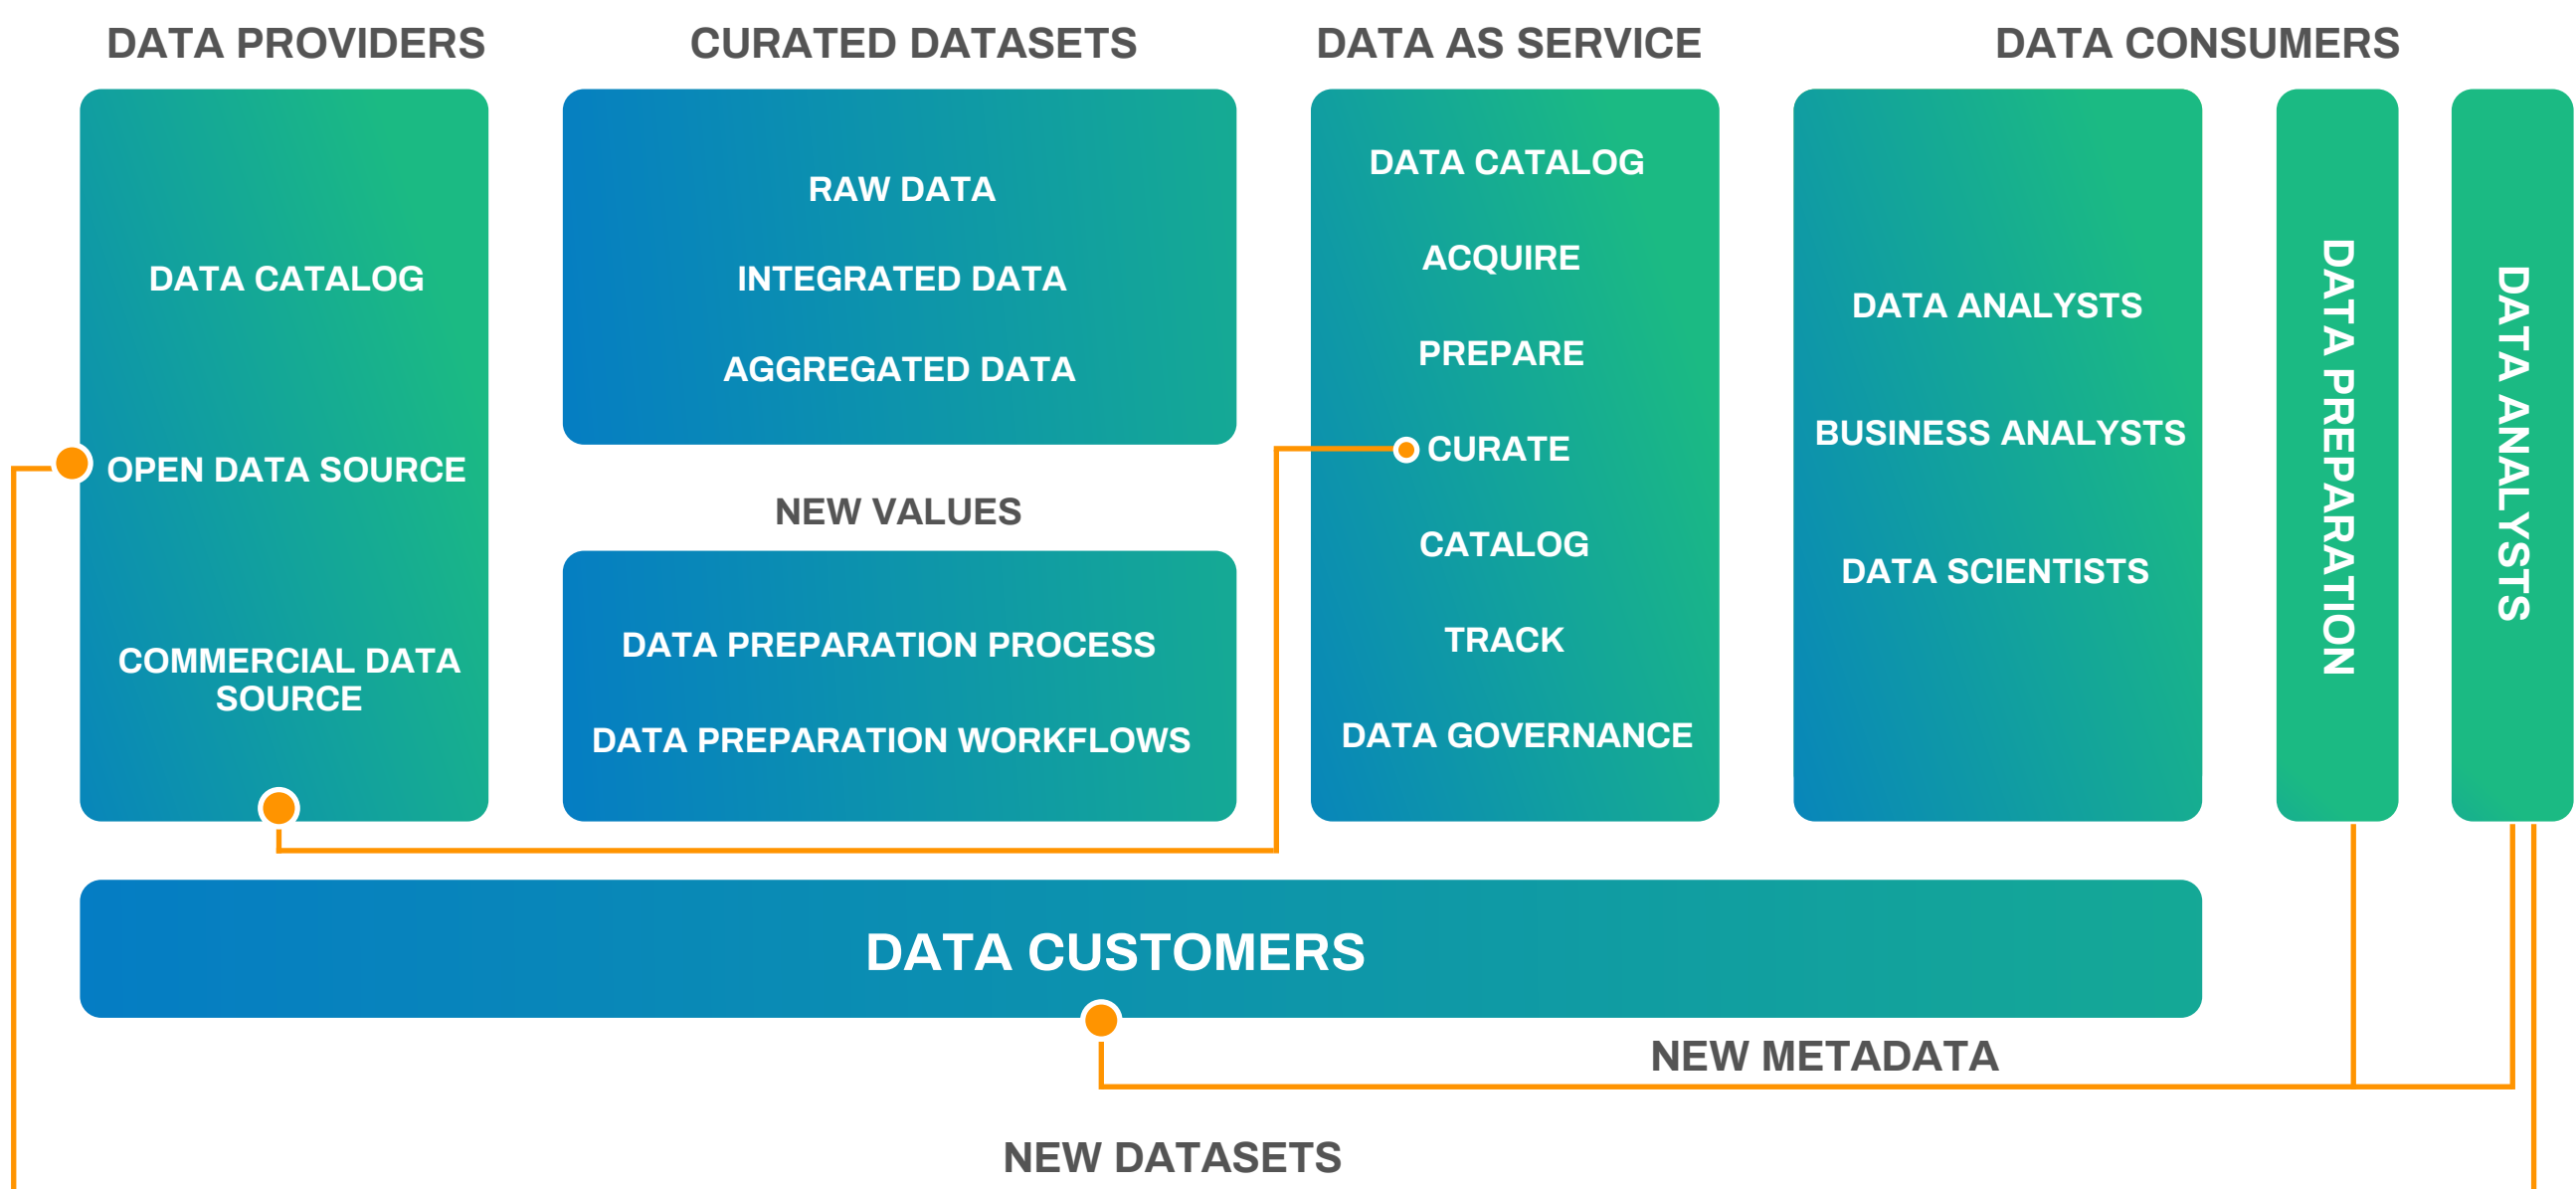 DATA PROVIDERS
DATA CATALOG
OPEN DATA SOURCE
COMMERCIAL DATA
SOURCE
CURATED DATASETS
RAW DATA
INTEGRATED DATA
AGGREGATED DATA
NEW VALUES
DATA PREPARATION PROCESS
DATA PREPARATION WORKFLOWS
DATA AS SERVICE
DATA CATALOG
ACQUIRE
PREPARE
CURATE
CATALOG
TRACK
DATA GOVERNANCE
DATA CONSUMERS
DATA ANALYSTS
BUSINESS ANALYSTS
DATA SCIENTISTS
DATA PREPARATION
DATA ANALYSTS
DATA CUSTOMERS
NEW METADATA
NEW DATASETS